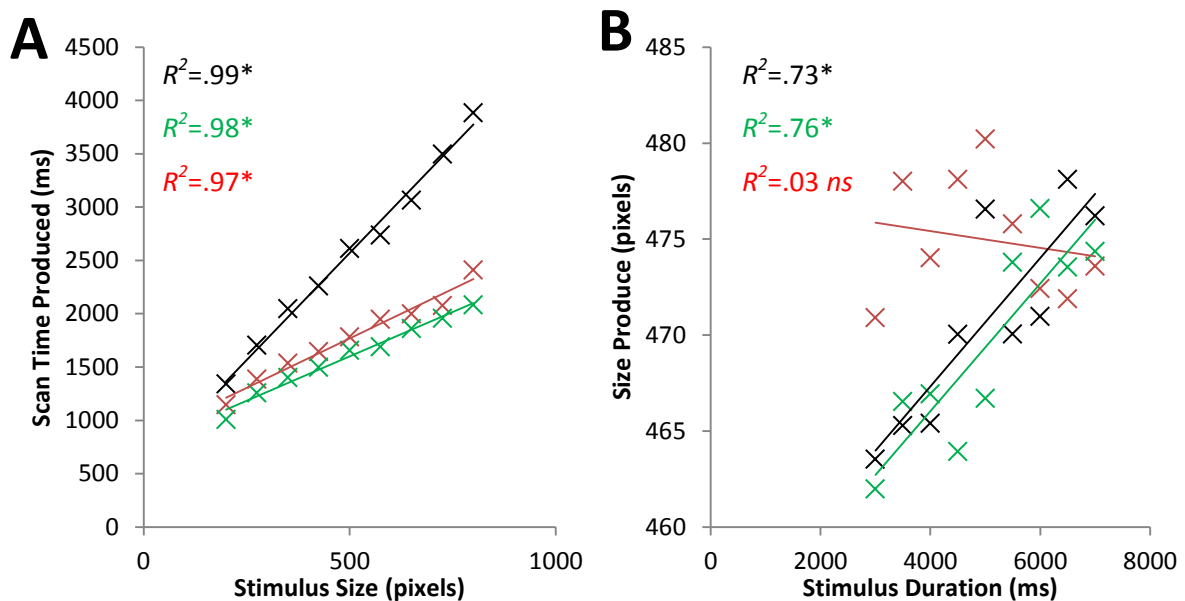 A
R²=.99*
R²=.98*
R²=.97*
4500
4000
3500
3000
2500
2000
1500
1000
500
0
Scan Time Produced (ms)
0
500
1000
Stimulus Size (pixels)
B
R²=.73*
R²=.76*
R²=.03 ns
485
480
475
470
465
460
Size Produce (pixels)
0
2000
4000
6000
8000
Stimulus Duration (ms)